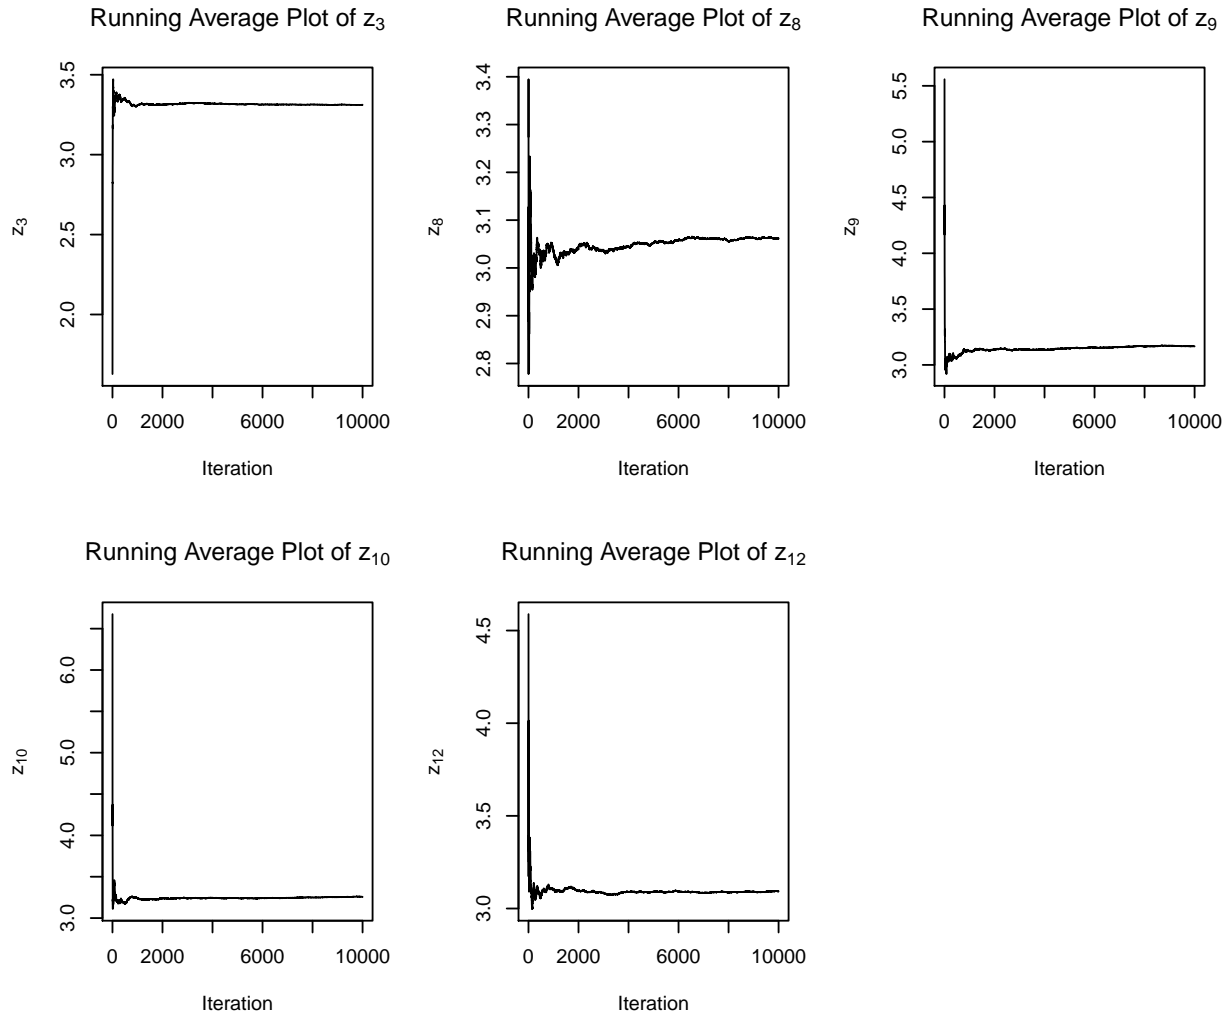 Running Average Plot of z₃
Running Average Plot of z₈
Running Average Plot of z₉
z₃
3.5
3.0
2.5
2.0
0 2000 6000 10000
Iteration
z₈
3.4
3.3
3.2
3.1
3.0
2.9
2.8
0 2000 6000 10000
Iteration
z₉
5.5
5.0
4.5
4.0
3.5
3.0
0 2000 6000 10000
Iteration
Running Average Plot of z₁₀
Running Average Plot of z₁₂
z₁₀
6.0
5.0
4.0
3.0
0 2000 6000 10000
Iteration
z₁₂
4.5
4.0
3.5
3.0
0 2000 6000 10000
Iteration